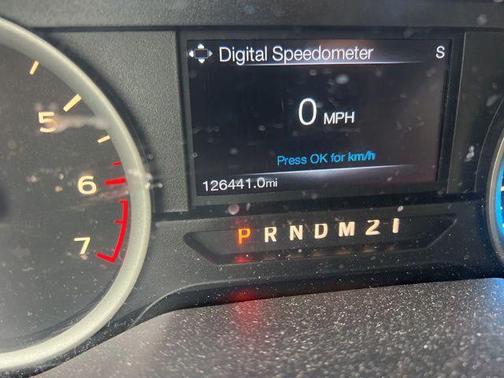 Digital Speedometer S
5
0 MPH
6
Press OK for km/h
126441.0mi
7
P R N D M 2 1